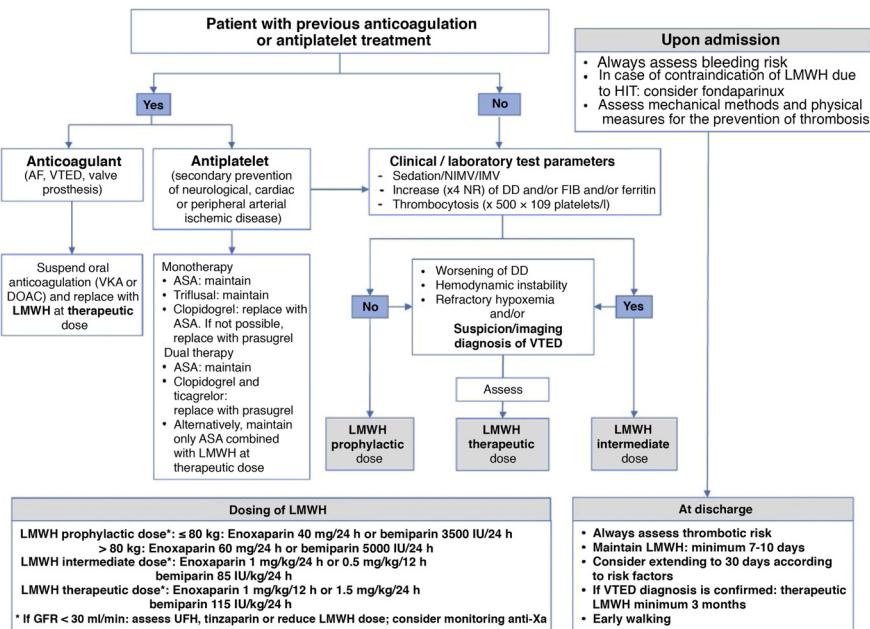 Patient with previous anticoagulation
or antiplatelet treatment
Upon admission
• Always assess bleeding risk
• In case of contraindication of LMWH due
to HIT: consider fondaparinux
• Assess mechanical methods and physical
measures for the prevention of thrombosis
Yes
No
Anticoagulant
(AF, VTED, valve
prosthesis)
Antiplatelet
(secondary prevention
of neurological, cardiac
or peripheral arterial
ischemic disease)
Clinical / laboratory test parameters
- Sedation/NIMV/IMV
- Increase (x4 NR) of DD and/or FIB and/or ferritin
- Thrombocytosis (x 500 × 109 platelets/l)
Suspend oral
anticoagulation (VKA or
DOAC) and replace with
LMWH at therapeutic
dose
Monotherapy
• ASA: maintain
• Triflusal: maintain
• Clopidogrel: replace with
ASA. If not possible,
replace with prasugrel
Dual therapy
• ASA: maintain
• Clopidogrel and
ticagrelor:
replace with prasugrel
• Alternatively, maintain
only ASA combined
with LMWH at
therapeutic dose
No
• Worsening of DD
• Hemodynamic instability
• Refractory hypoxemia
and/or
Suspicion/imaging
diagnosis of VTED
Yes
Assess
LMWH
prophylactic
dose
LMWH
therapeutic
dose
LMWH
intermediate
dose
Dosing of LMWH
LMWH prophylactic dose*: ≤ 80 kg: Enoxaparin 40 mg/24 h or bemiparin 3500 IU/24 h
> 80 kg: Enoxaparin 60 mg/24 h or bemiparin 5000 IU/24 h
LMWH intermediate dose*: Enoxaparin 1 mg/kg/24 h or 0.5 mg/kg/12 h
bemiparin 85 IU/kg/24 h
LMWH therapeutic dose*: Enoxaparin 1 mg/kg/12 h or 1.5 mg/kg/24 h
bemiparin 115 IU/kg/24 h
* If GFR < 30 ml/min: assess UFH, tinzaparin or reduce LMWH dose; consider monitoring anti-Xa
At discharge
• Always assess thrombotic risk
• Maintain LMWH: minimum 7-10 days
• Consider extending to 30 days according
to risk factors
• If VTED diagnosis is confirmed: therapeutic
LMWH minimum 3 months
• Early walking